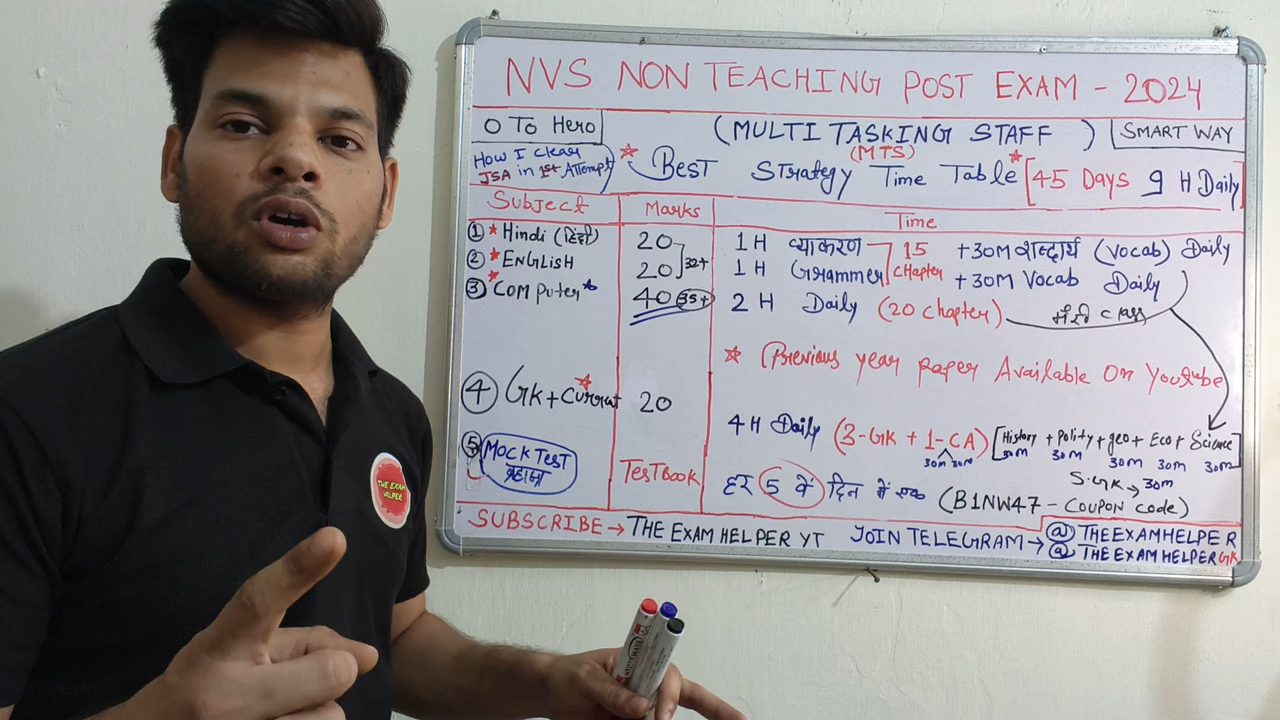 NVS NON TEACHING POST EXAM - 2024
0 To Hero
(MULTI TASKING STAFF )
SMART WAY
(MTS)
How I Clear
JSA in 1st Attempt
Best Strategy Time Table [45 Days 9 H Daily]
Subject Marks Time
① Hindi (हिंदी) 20 1H व्याकरण 15 +30M शब्दार्थ (Vocab) Daily
32+
② ENGLISH 20 1H Grammer CHapter +30M Vocab Daily
③ COMPuter 40 35+ 2 H Daily (20 Chapter) Class
Previous year paper Available On Youtube
④ GK+Current 20
4H Daily (3-GK + 1-CA) [History + Polity + geo + Eco + Science]
30m 30m 30m 30m 30m 30m 30m
S.GK → 30m
⑤ MOCK TEST TesTBook हर 5 वें दिन में एक (B1NW47 - COUPON CODE)
SUBSCRIBE → THE EXAM HELPER YT JOIN TELEGRAM → @THEEXAMHELPER
@THEEXAMHELPERGK
THE EXAM
HELPER